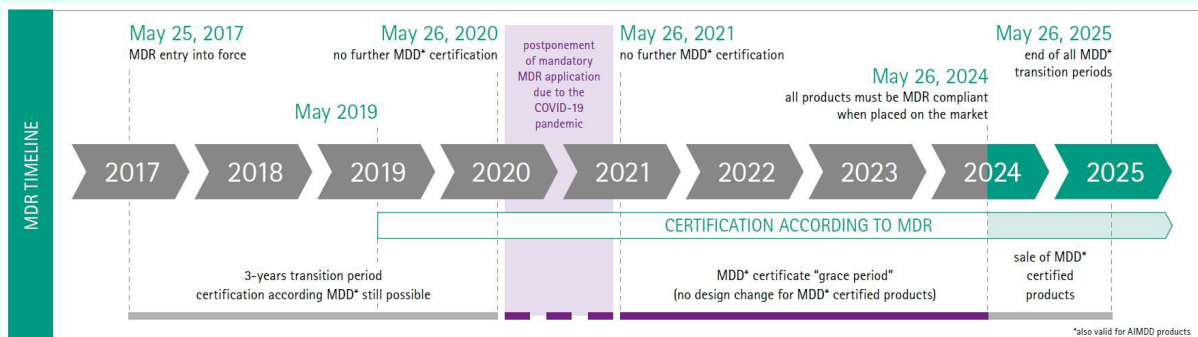 MDR TIMELINE
May 25, 2017
MDR entry into force
May 2019
May 26, 2020
no further MDD* certification
postponement
of mandatory
MDR application
due to the
COVID-19
pandemic
May 26, 2021
no further MDD* certification
May 26, 2024
all products must be MDR compliant
when placed on the market
May 26, 2025
end of all MDD*
transition periods
2017
2018
2019
2020
2021
2022
2023
2024
2025
CERTIFICATION ACCORDING TO MDR
3-years transition period
certification according MDD* still possible
MDD* certificate “grace period”
(no design change for MDD* certified products)
sale of MDD*
certified
products
*also valid for AIMDD products